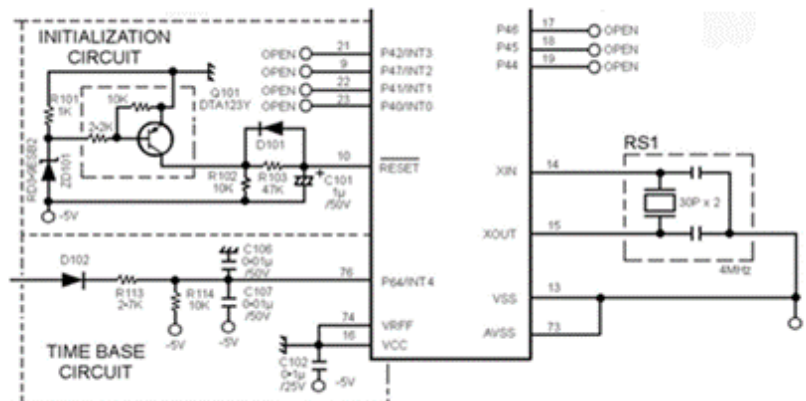 INITIALIZATION
CIRCUIT
R101
1K
10K
2•2K
Q101
DTA123Y
RD3•9ESB2
ZD101
-5V
D101
R102
10K
R103
47K
C101
1µ
/50V
OPEN 21 P42/INT3
OPEN 9 P47/INT2
OPEN 22 P41/INT1
OPEN 23 P40/INT0
10 RESET
P46 17 OPEN
P45 18 OPEN
P44 19 OPEN
RS1
XIN 14
30P x 2
XOUT 15
4MHz
VSS 13
AVSS 73
D102
R113
2•7K
R114
10K
-5V
C106
0•01µ
/50V
C107
0•01µ
/50V
-5V
76 P64/INT4
74 VRFF
16 VCC
C102
0•1µ
/25V
-5V
TIME BASE
CIRCUIT